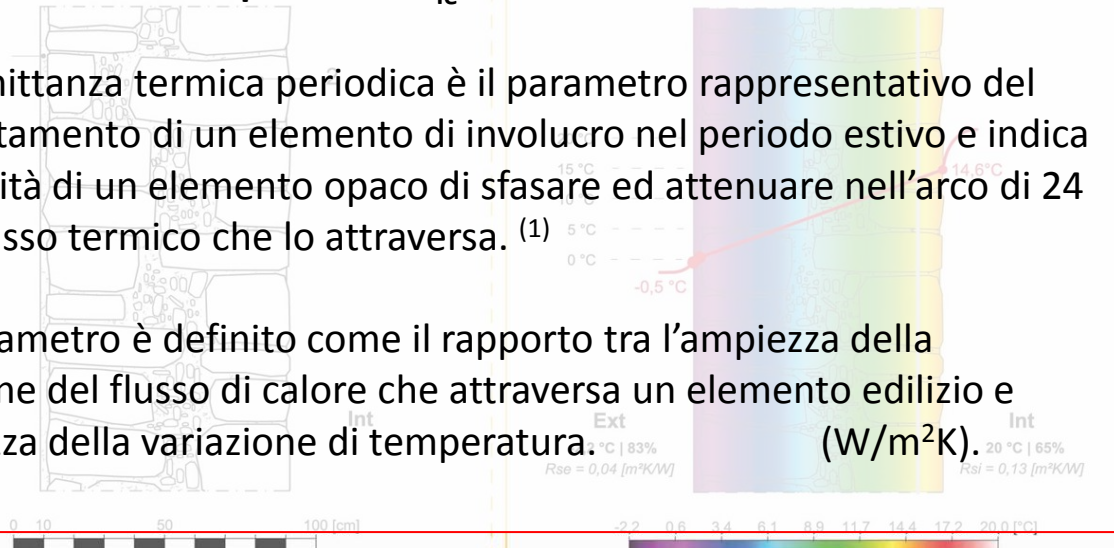 ie
mittanza termica periodica è il parametro rappresentativo del
tamento di un elemento di involucro nel periodo estivo e indica
ità di un elemento opaco di sfasare ed attenuare nell’arco di 24
sso termico che lo attraversa. (1)
ametro è definito come il rapporto tra l’ampiezza della
ne del flusso di calore che attraversa un elemento edilizio e
za della variazione di temperatura. (W/m²K).
15 °C
14,6°C
5 °C
0 °C
-0,5 °C
Int Ext Int
°C | 83% 20 °C | 65%
Rse = 0,04 [m²K/W] Rsi = 0,13 [m²K/W]
0 10 50 100 [cm] -2,2 0,6 3,4 6,1 8,9 11,7 14,4 17,2 20,0 [°C]